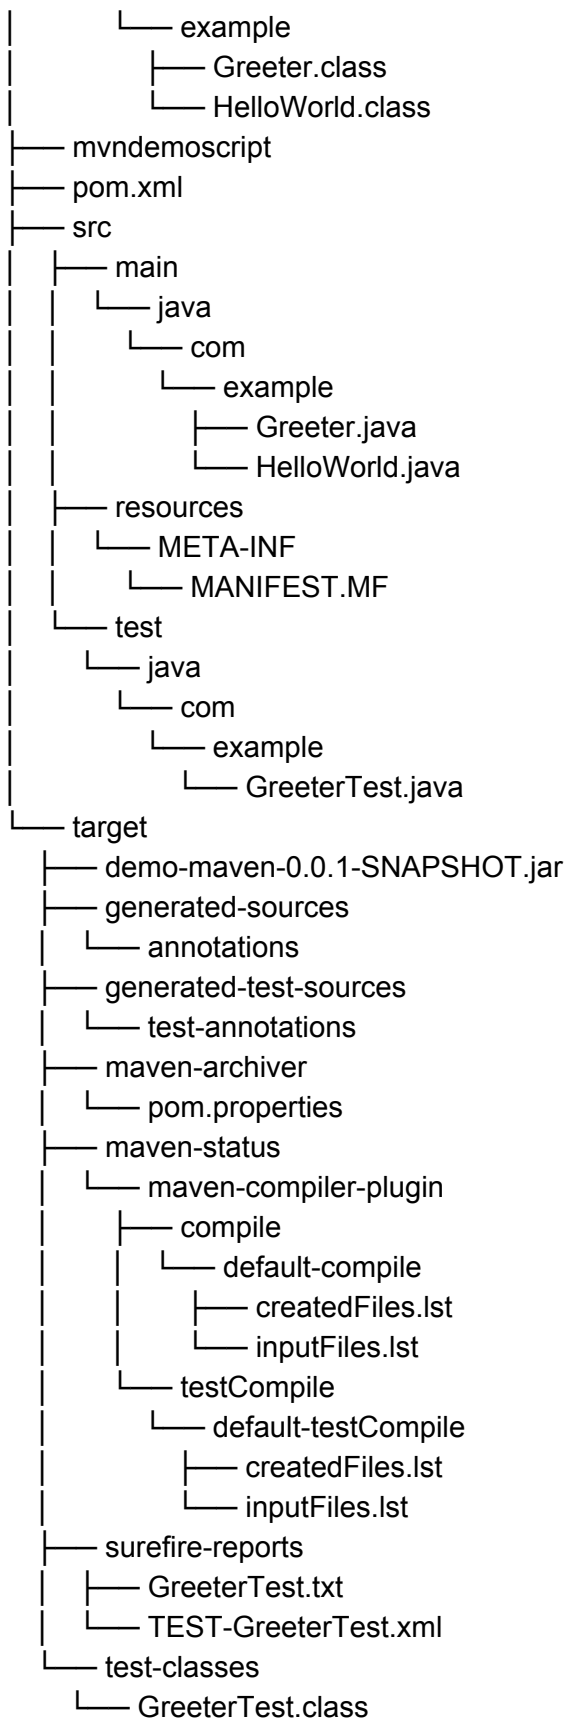 │ └── example
│ ├── Greeter.class
│ └── HelloWorld.class
├── mvndemoscript
├── pom.xml
├── src
│ ├── main
│ │ └── java
│ │ └── com
│ │ └── example
│ │ ├── Greeter.java
│ │ └── HelloWorld.java
│ ├── resources
│ │ └── META-INF
│ │ └── MANIFEST.MF
│ └── test
│ └── java
│ └── com
│ └── example
│ └── GreeterTest.java
└── target
├── demo-maven-0.0.1-SNAPSHOT.jar
├── generated-sources
│ └── annotations
├── generated-test-sources
│ └── test-annotations
├── maven-archiver
│ └── pom.properties
├── maven-status
│ └── maven-compiler-plugin
│ ├── compile
│ │ └── default-compile
│ │ ├── createdFiles.lst
│ │ └── inputFiles.lst
│ └── testCompile
│ └── default-testCompile
│ ├── createdFiles.lst
│ └── inputFiles.lst
├── surefire-reports
│ ├── GreeterTest.txt
│ └── TEST-GreeterTest.xml
└── test-classes
└── GreeterTest.class